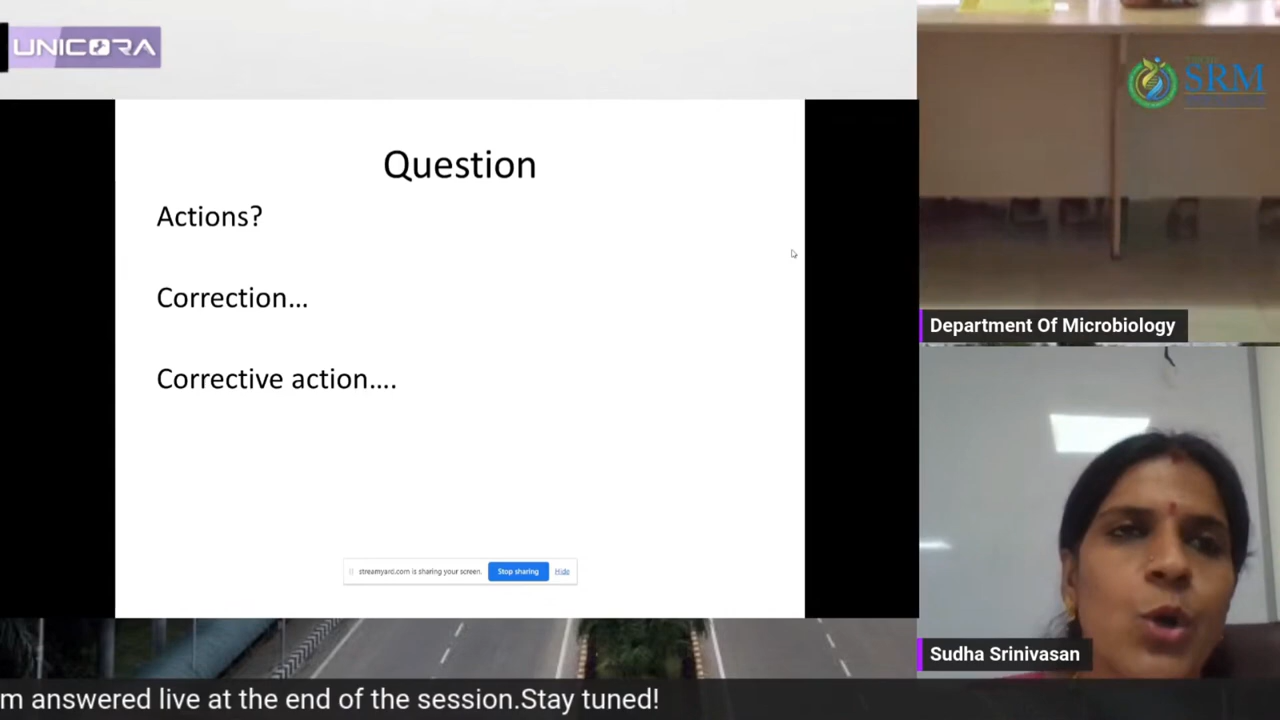 UNICORA
Question
Actions?
Correction...
Corrective action....
streamyard.com is sharing your screen.
Stop sharing
Hide
m answered live at the end of the session.Stay tuned!
SRM
Department Of Microbiology
Sudha Srinivasan